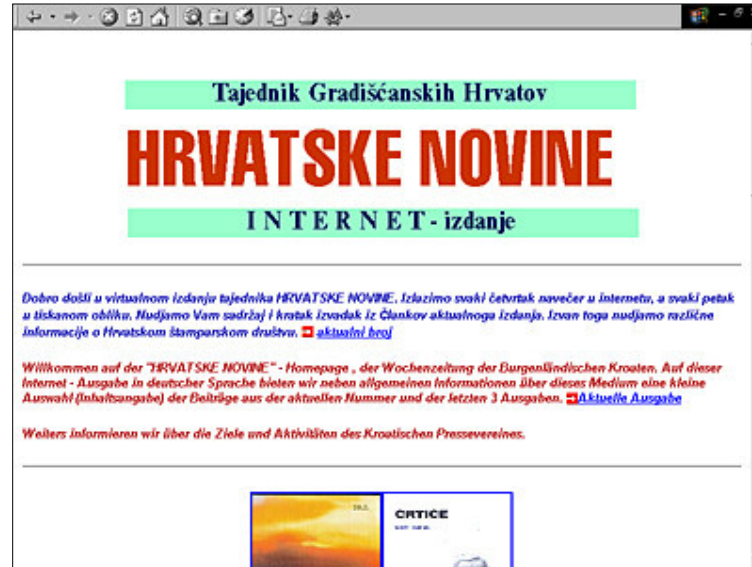 Tajednik Gradišćanskih Hrvatov
HRVATSKE NOVINE
INTERNET - izdanje
Dobro došli u virtualnom izdanju tajednika HRVATSKE NOVINE. Izlazimo svaki četvrtak navečer u internetu, a svaki petak
u tiskanom obliku. Nudjamo Vam sadržaj i kratak izvadak iz člankov aktualnoga izdanja. Izvan toga nudjamo različne
informacije o Hrvatskom štamparskom društvu. aktualni broj
Willkommen auf der "HRVATSKE NOVINE" - Homepage , der Wochenzeitung der Burgenländischen Kroaten. Auf dieser
Internet - Ausgabe in deutscher Sprache bieten wir neben allgemeinen Informationen über dieses Medium eine kleine
Auswahl (Inhaltsangabe) der Beiträge aus der aktuellen Nummer und der letzten 3 Ausgaben. Aktuelle Ausgabe
Weiters informieren wir über die Ziele und Aktivitäten des Kroatischen Pressevereines.
CRTICE